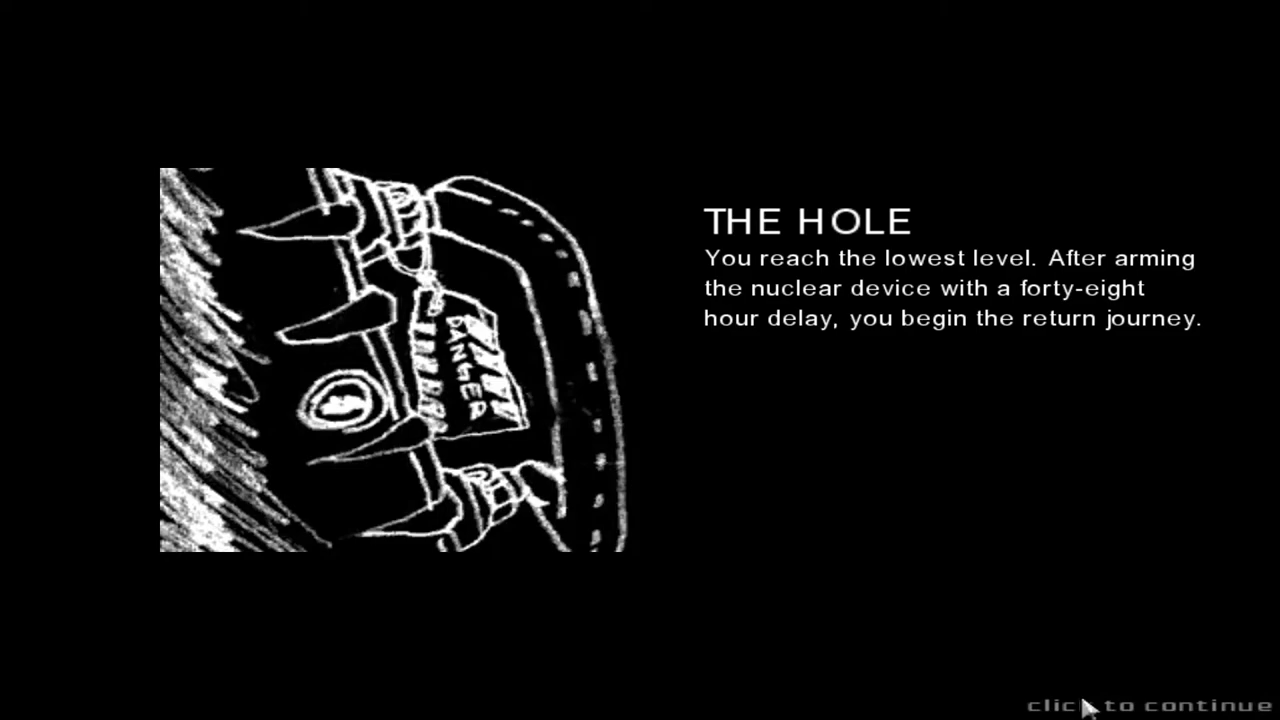 THE HOLE
You reach the lowest level. After arming
the nuclear device with a forty-eight
hour delay, you begin the return journey.
DANGER
click to continue